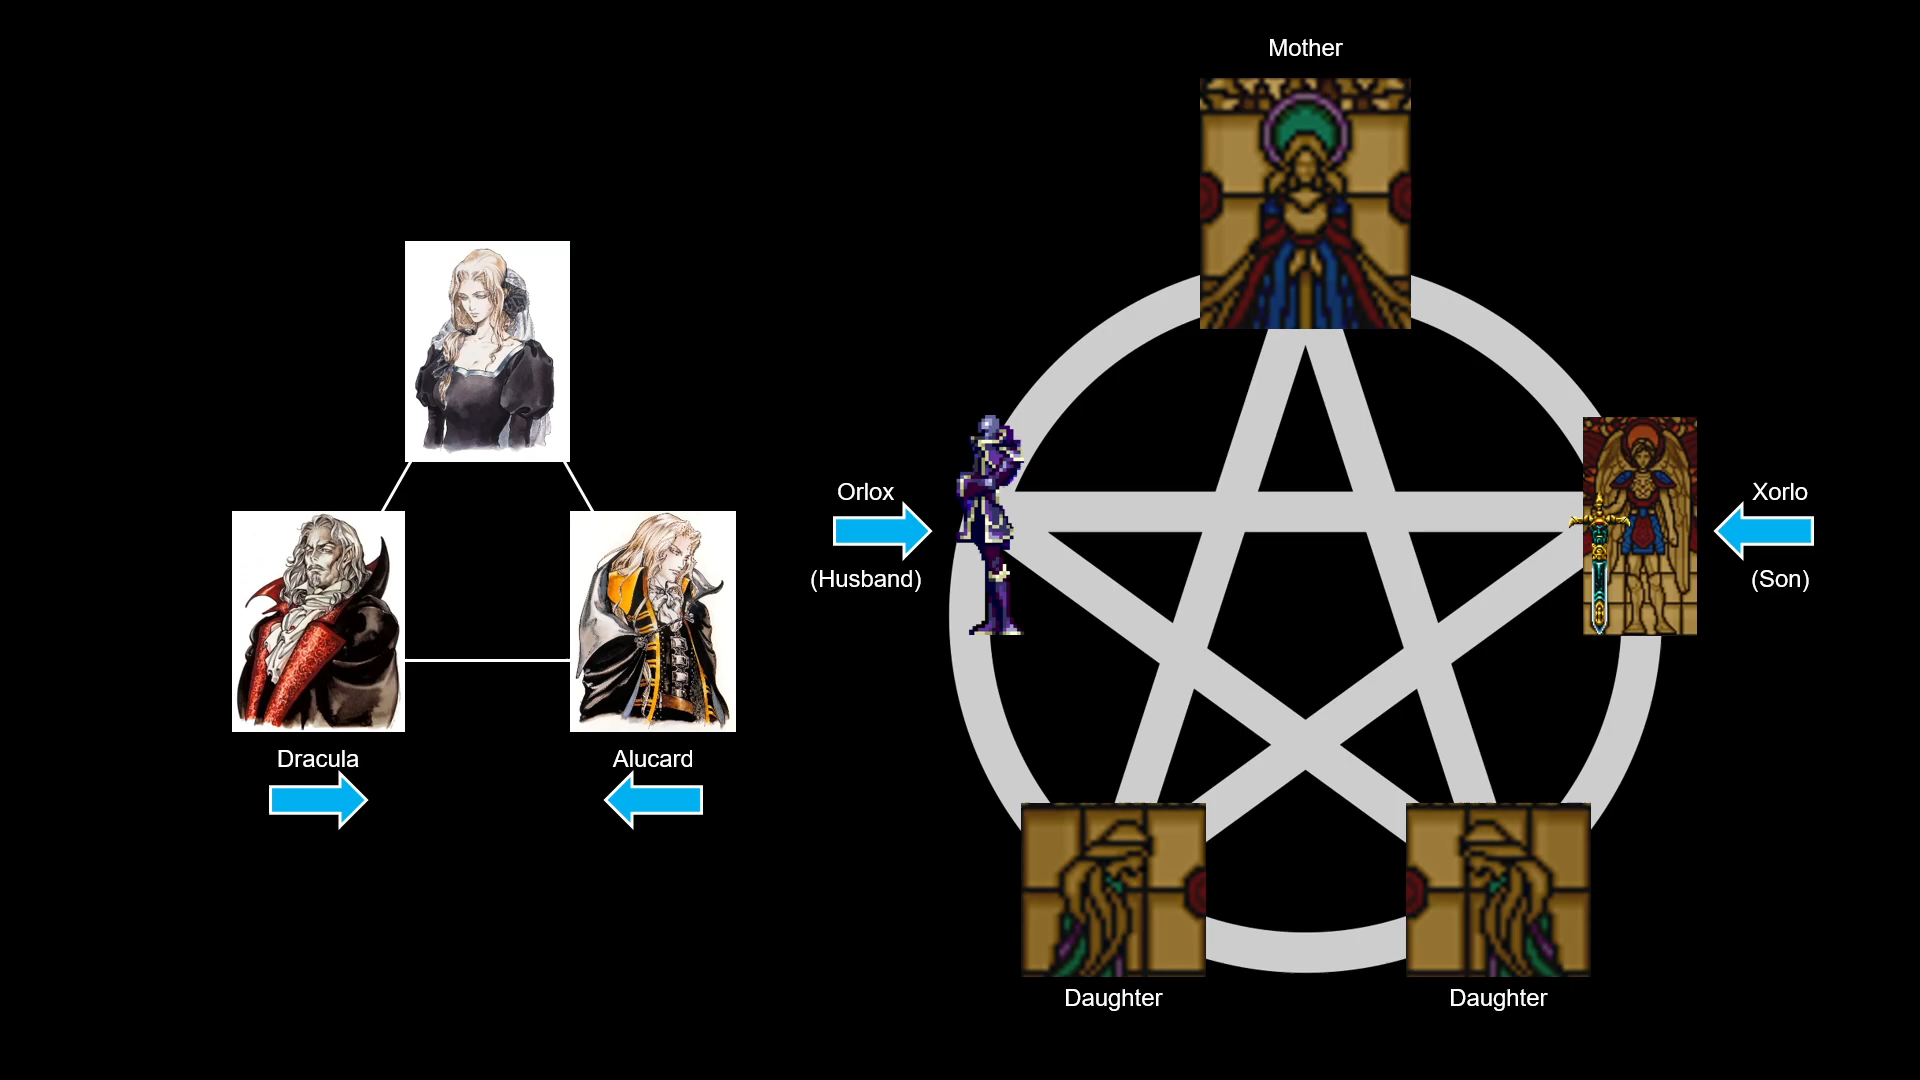 Mother
Orlox
Xorlo
(Husband)
(Son)
Dracula
Alucard
Daughter
Daughter